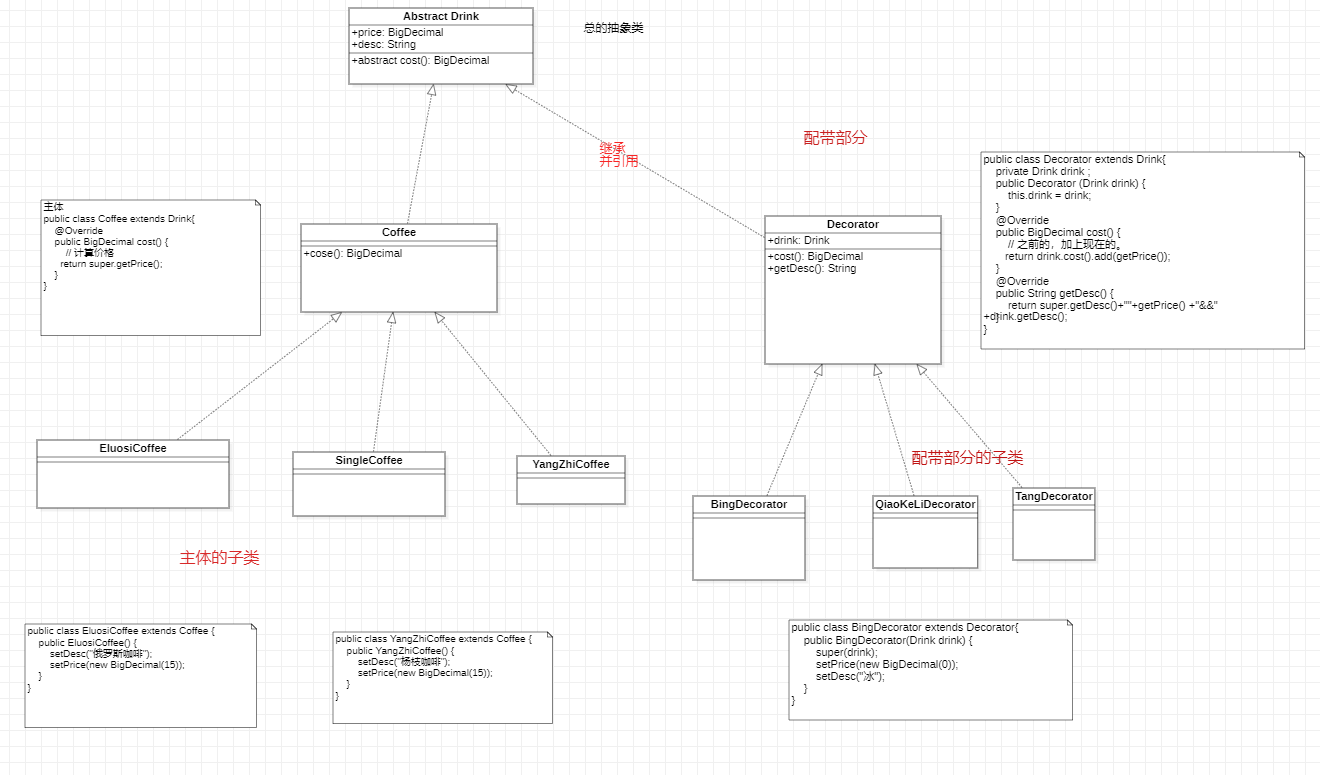 Abstract Drink
+price: BigDecimal
+desc: String
+abstract cost(): BigDecimal
总的抽象类
继承
并引用
配带部分
主体
public class Coffee extends Drink{
@Override
public BigDecimal cost() {
// 计算价格
return super.getPrice();
}
}
Coffee
+cose(): BigDecimal
Decorator
+drink: Drink
+cost(): BigDecimal
+getDesc(): String
public class Decorator extends Drink{
private Drink drink ;
public Decorator (Drink drink) {
this.drink = drink;
}
@Override
public BigDecimal cost() {
// 之前的，加上现在的。
return drink.cost().add(getPrice());
}
@Override
public String getDesc() {
return super.getDesc()+""+getPrice() +"&&"
+drink.getDesc();
}
}
EluosiCoffee
SingleCoffee
YangZhiCoffee
配带部分的子类
BingDecorator
QiaoKeLiDecorator
TangDecorator
主体的子类
public class EluosiCoffee extends Coffee {
public EluosiCoffee() {
setDesc("俄罗斯咖啡");
setPrice(new BigDecimal(15));
}
}
public class YangZhiCoffee extends Coffee {
public YangZhiCoffee() {
setDesc("杨枝咖啡");
setPrice(new BigDecimal(15));
}
}
public class BingDecorator extends Decorator{
public BingDecorator(Drink drink) {
super(drink);
setPrice(new BigDecimal(0));
setDesc("冰");
}
}